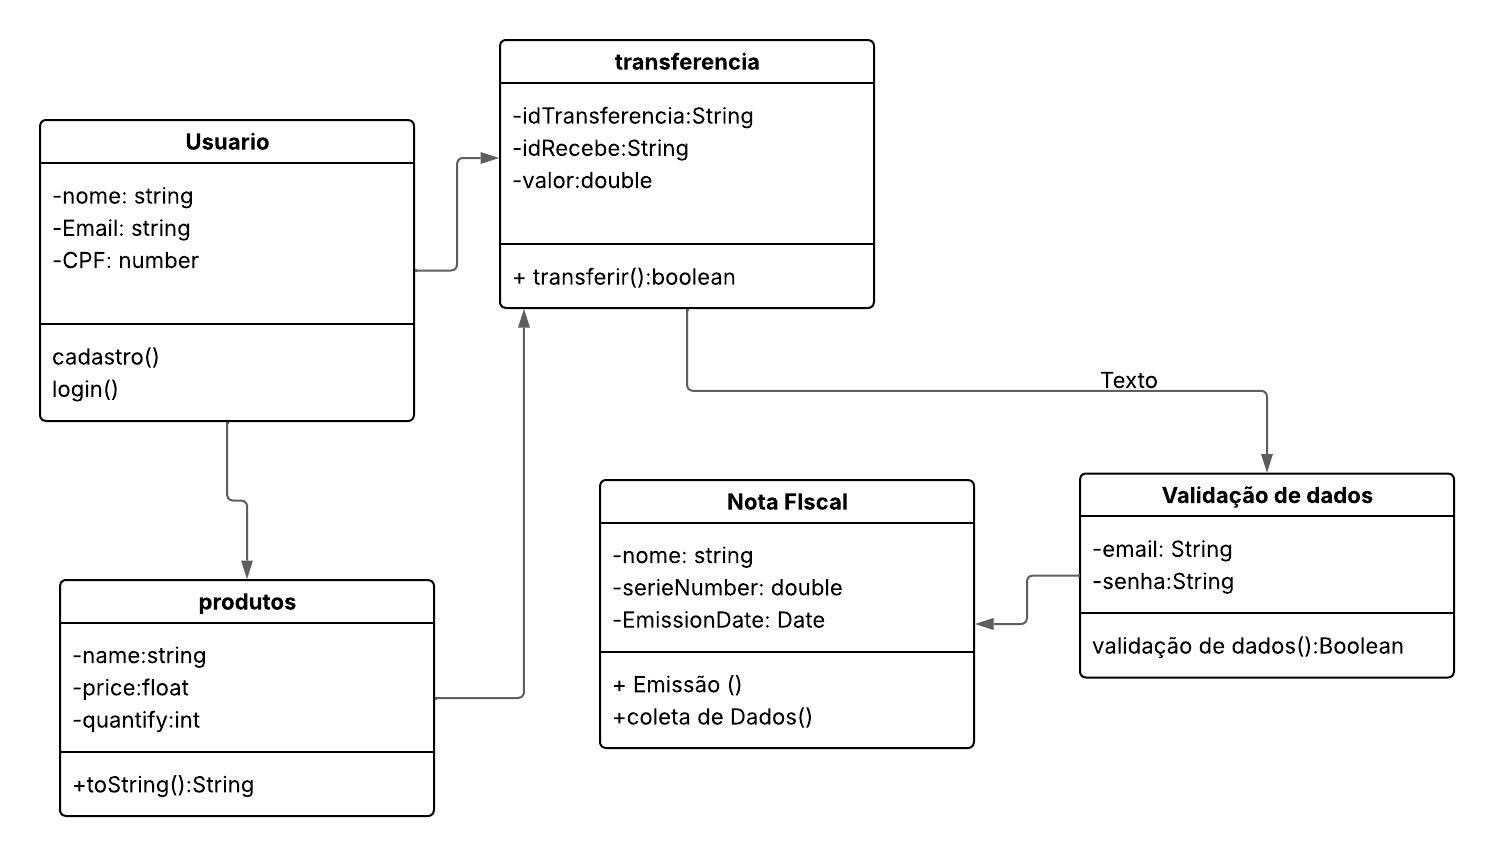 transferencia
-idTransferencia:String
-idRecebe:String
-valor:double
+ transferir():boolean
Usuario
-nome: string
-Email: string
-CPF: number
cadastro()
login()
Texto
Nota FIscal
-nome: string
-serieNumber: double
-EmissionDate: Date
+ Emissão ()
+coleta de Dados()
Validação de dados
-email: String
-senha:String
validação de dados():Boolean
produtos
-name:string
-price:float
-quantify:int
+toString():String